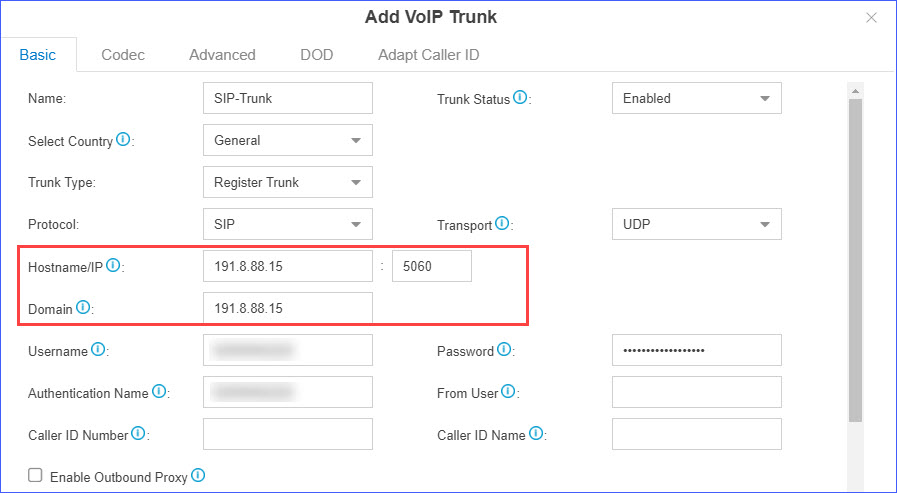 Add VoIP Trunk
Basic Codec Advanced DOD Adapt Caller ID
Name: SIP-Trunk Trunk Status: Enabled
Select Country: General
Trunk Type: Register Trunk
Protocol: SIP Transport: UDP
Hostname/IP: 191.8.88.15 : 5060
Domain: 191.8.88.15
Username: Password: ••••••••••••••••••
Authentication Name: From User:
Caller ID Number: Caller ID Name:
Enable Outbound Proxy